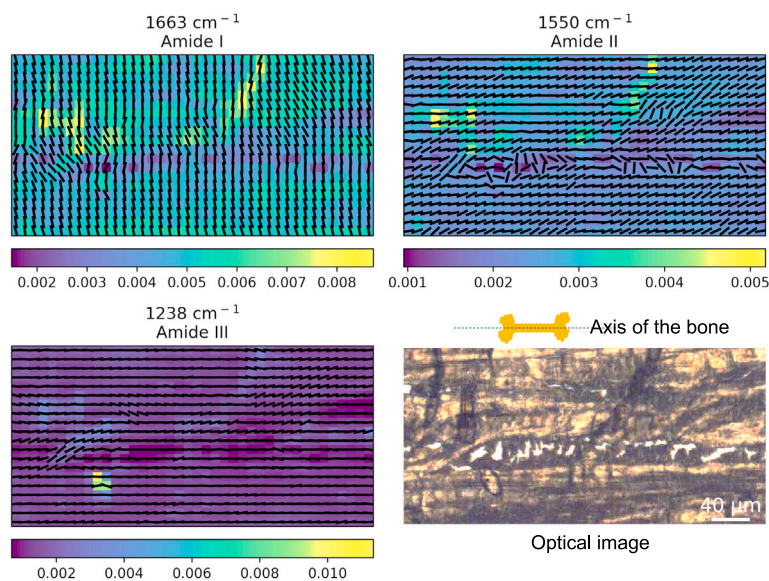 1663 cm⁻¹
Amide I
0.002 0.003 0.004 0.005 0.006 0.007 0.008
1550 cm⁻¹
Amide II
0.001 0.002 0.003 0.004 0.005
1238 cm⁻¹
Amide III
0.002 0.004 0.006 0.008 0.010
Axis of the bone
40 µm
Optical image